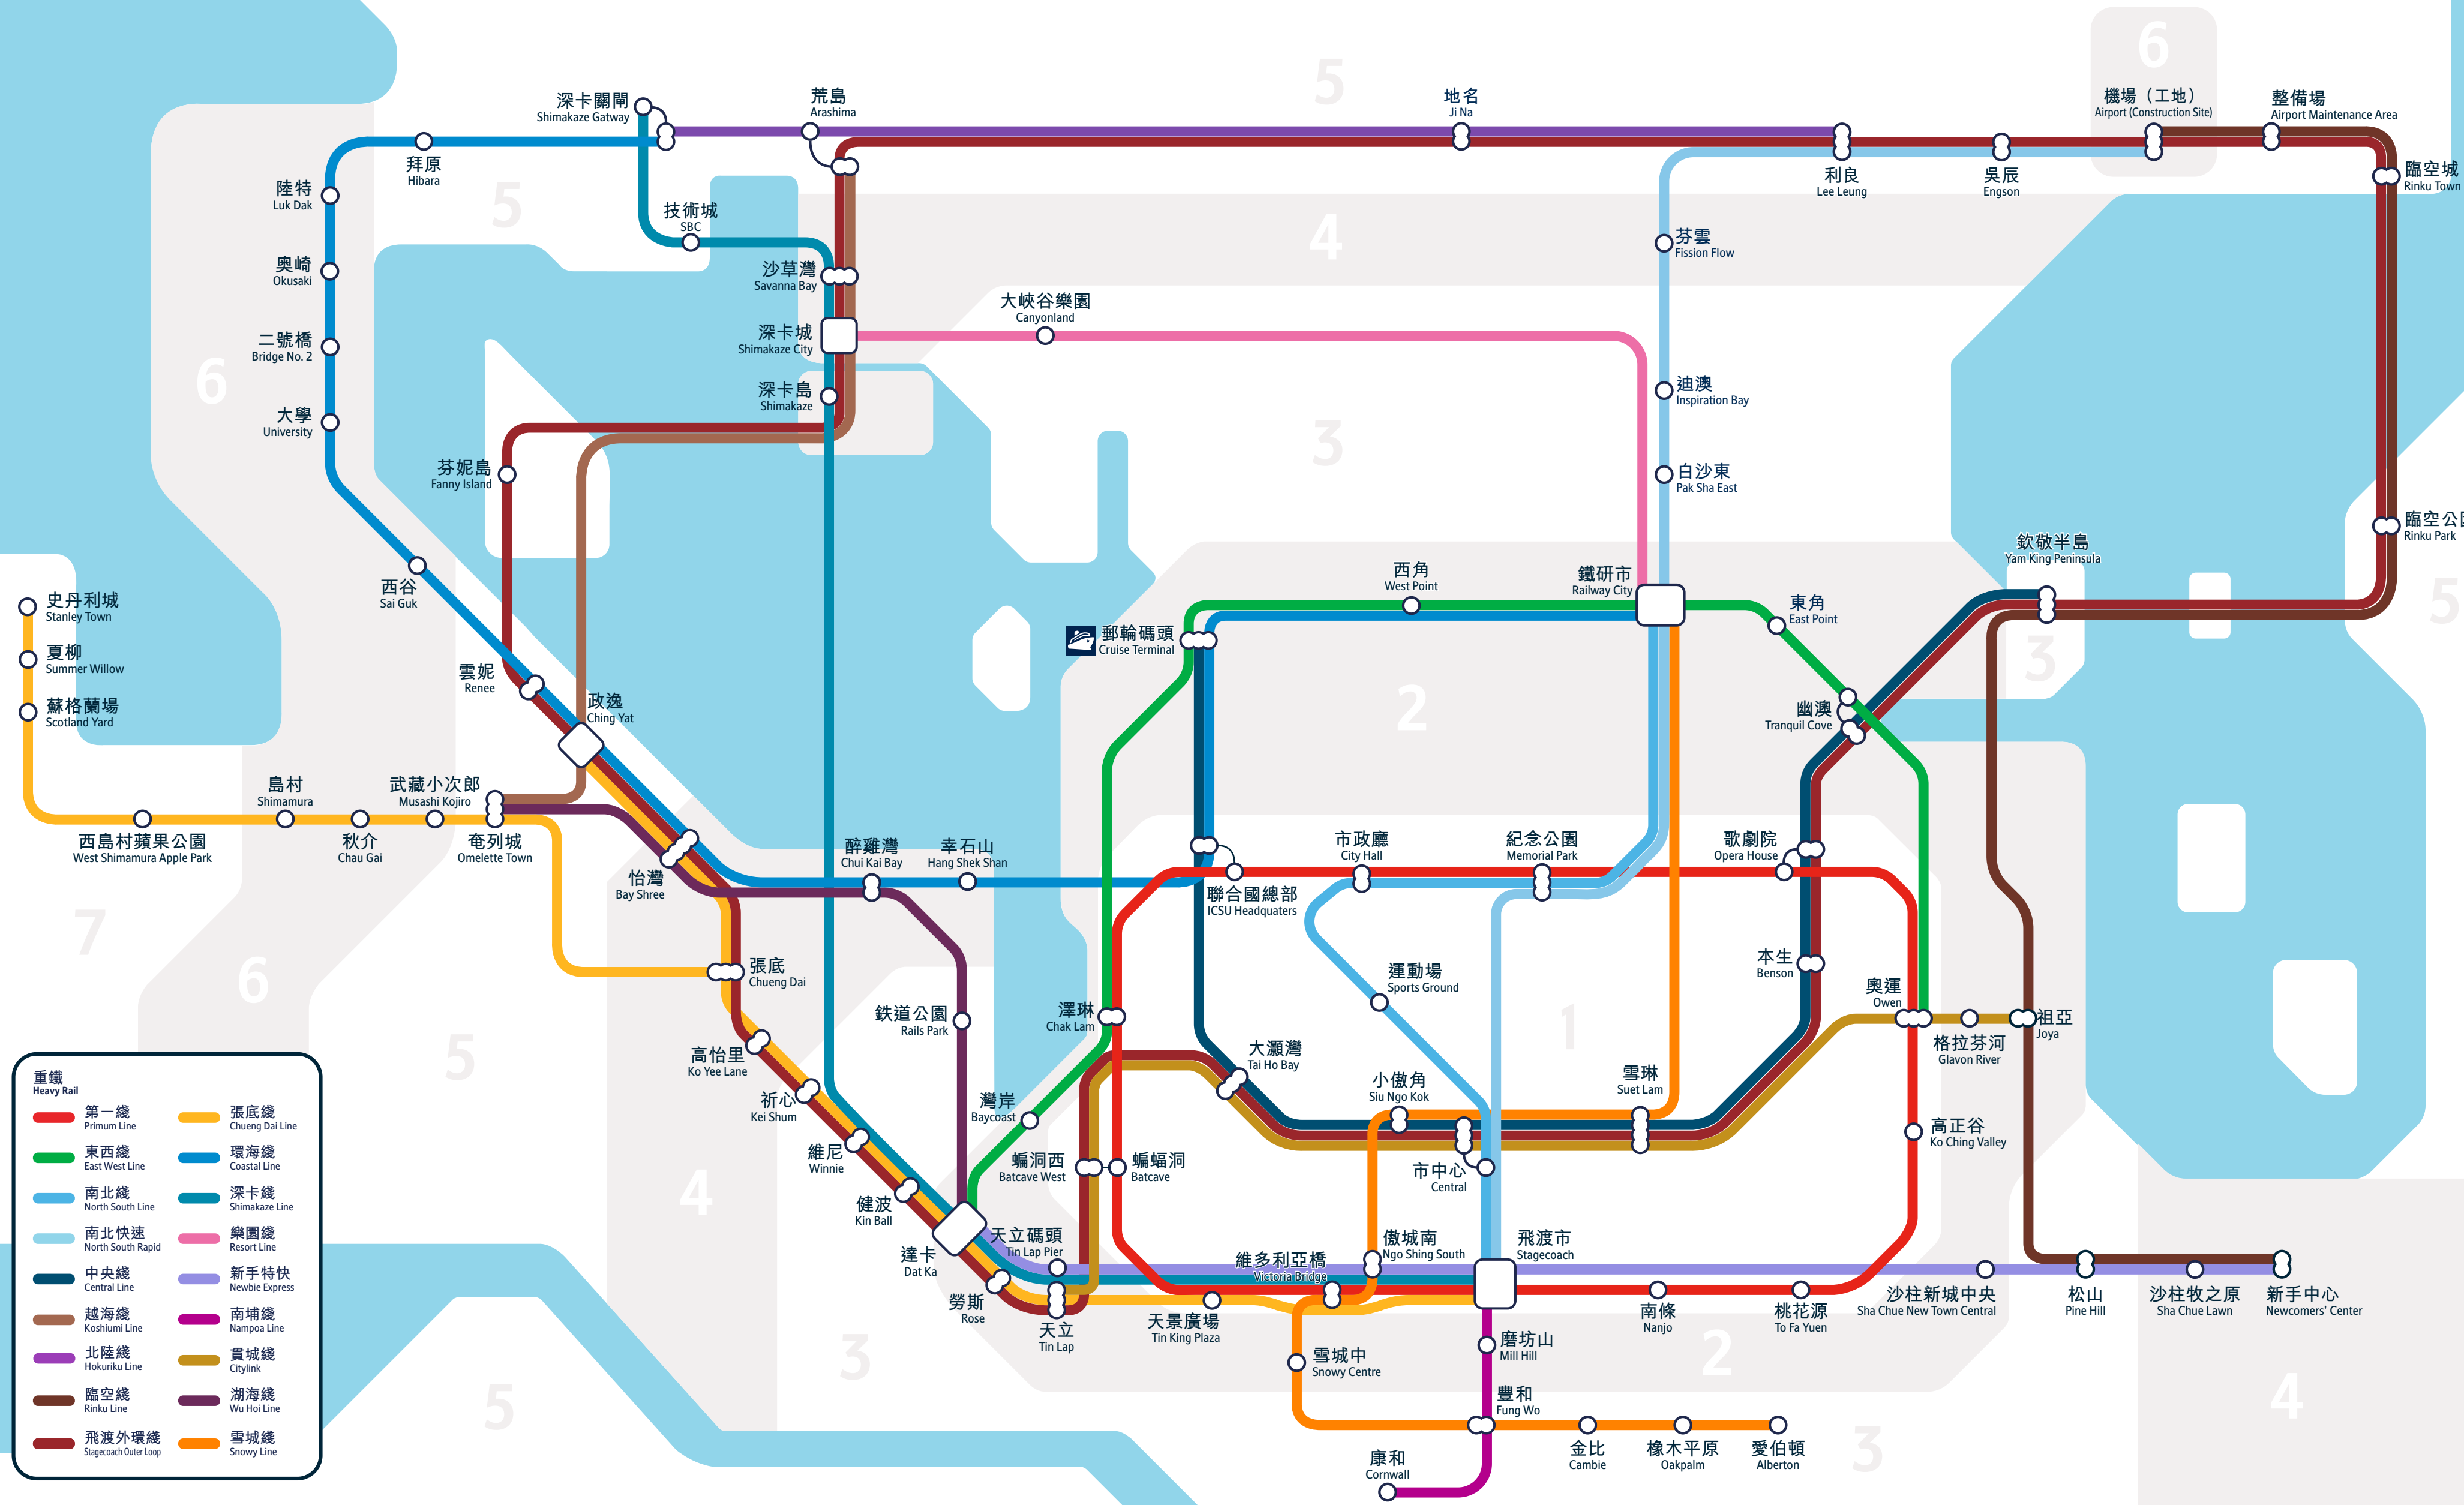 5
6
深卡關閘
Shimakaze Gatway
荒島
Arashima
地名
Ji Na
機場（工地）
Airport (Construction Site)
整備場
Airport Maintenance Area
拜原
Hibara
利良
Lee Leung
吳辰
Engson
臨空城
Rinku Town
陸特
Luk Dak
5
技術城
SBC
4
芬雲
Fission Flow
奧崎
Okusaki
沙草灣
Savanna Bay
大峽谷樂園
Canyonland
二號橋
Bridge No. 2
深卡城
Shimakaze City
6
深卡島
Shimakaze
迪澳
Inspiration Bay
大學
University
3
芬妮島
Fanny Island
白沙東
Pak Sha East
臨空公
Rinku Park
欽敬半島
Yam King Peninsula
西谷
Sai Guk
西角
West Point
鐵研市
Railway City
東角
East Point
5
史丹利城
Stanley Town
夏柳
Summer Willow
蘇格蘭場
Scotland Yard
郵輪碼頭
Cruise Terminal
3
雲妮
Renee
政逸
Ching Yat
2
幽澳
Tranquil Cove
島村
Shimamura
武藏小次郎
Musashi Kojiro
西島村蘋果公園
West Shimamura Apple Park
秋介
Chau Gai
奄列城
Omelette Town
怡灣
Bay Shree
醉雞灣
Chui Kai Bay
幸石山
Hang Shek Shan
聯合國總部
ICSU Headquaters
市政廳
City Hall
紀念公園
Memorial Park
歌劇院
Opera House
7
6
張底
Chueng Dai
運動場
Sports Ground
本生
Benson
奧運
Owen
鉄道公園
Rails Park
澤琳
Chak Lam
1
格拉芬河
Glavon River
祖亞
Joya
5
高怡里
Ko Yee Lane
大灝灣
Tai Ho Bay
祈心
Kei Shum
灣岸
Baycoast
小傲角
Siu Ngo Kok
雪琳
Suet Lam
高正谷
Ko Ching Valley
維尼
Winnie
蝙洞西
Batcave West
蝙蝠洞
Batcave
市中心
Central
4
健波
Kin Ball
達卡
Dat Ka
天立碼頭
Tin Lap Pier
維多利亞橋
Victoria Bridge
傲城南
Ngo Shing South
飛渡市
Stagecoach
勞斯
Rose
天立
Tin Lap
天景廣場
Tin King Plaza
南條
Nanjo
桃花源
To Fa Yuen
沙柱新城中央
Sha Chue New Town Central
松山
Pine Hill
沙柱牧之原
Sha Chue Lawn
新手中心
Newcomers' Center
3
雪城中
Snowy Centre
磨坊山
Mill Hill
2
5
豐和
Fung Wo
4
康和
Cornwall
金比
Cambie
橡木平原
Oakpalm
愛伯頓
Alberton
3
重鐵
Heavy Rail
第一綫
Primum Line
張底綫
Chueng Dai Line
東西綫
East West Line
環海綫
Coastal Line
南北綫
North South Line
深卡綫
Shimakaze Line
南北快速
North South Rapid
樂園綫
Resort Line
中央綫
Central Line
新手特快
Newbie Express
越海綫
Koshiumi Line
南埔綫
Nampoa Line
北陸綫
Hokuriku Line
貫城綫
Citylink
臨空綫
Rinku Line
湖海綫
Wu Hoi Line
飛渡外環綫
Stagecoach Outer Loop
雪城綫
Snowy Line